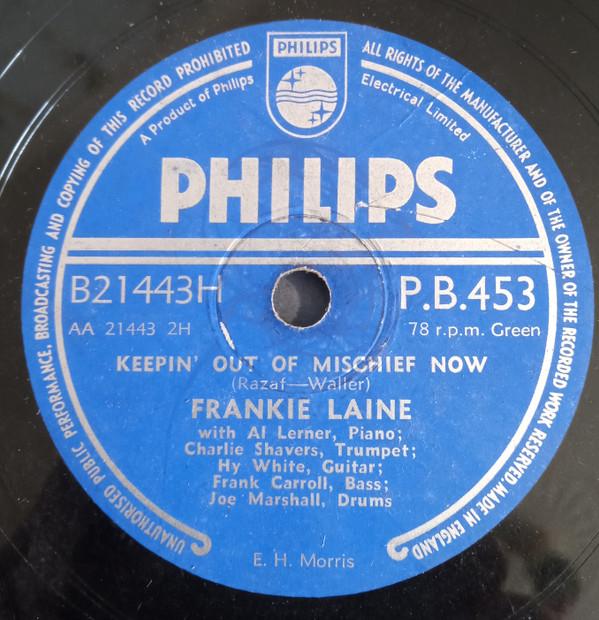 UNAUTHORISED PUBLIC PERFORMANCE, BROADCASTING AND COPYING OF THIS RECORD PROHIBITED
ALL RIGHTS OF THE MANUFACTURER AND OF THE OWNER OF THE RECORDED WORK RESERVED. MADE IN ENGLAND
PHILIPS
A Product of Philips Electrical Limited
PHILIPS
B21443H P.B.453
AA 21443 2H 78 r.p.m. Green
KEEPIN' OUT OF MISCHIEF NOW
(Razaf—Waller)
FRANKIE LAINE
with Al Lerner, Piano;
Charlie Shavers, Trumpet;
Hy White, Guitar;
Frank Carroll, Bass;
Joe Marshall, Drums
E. H. Morris